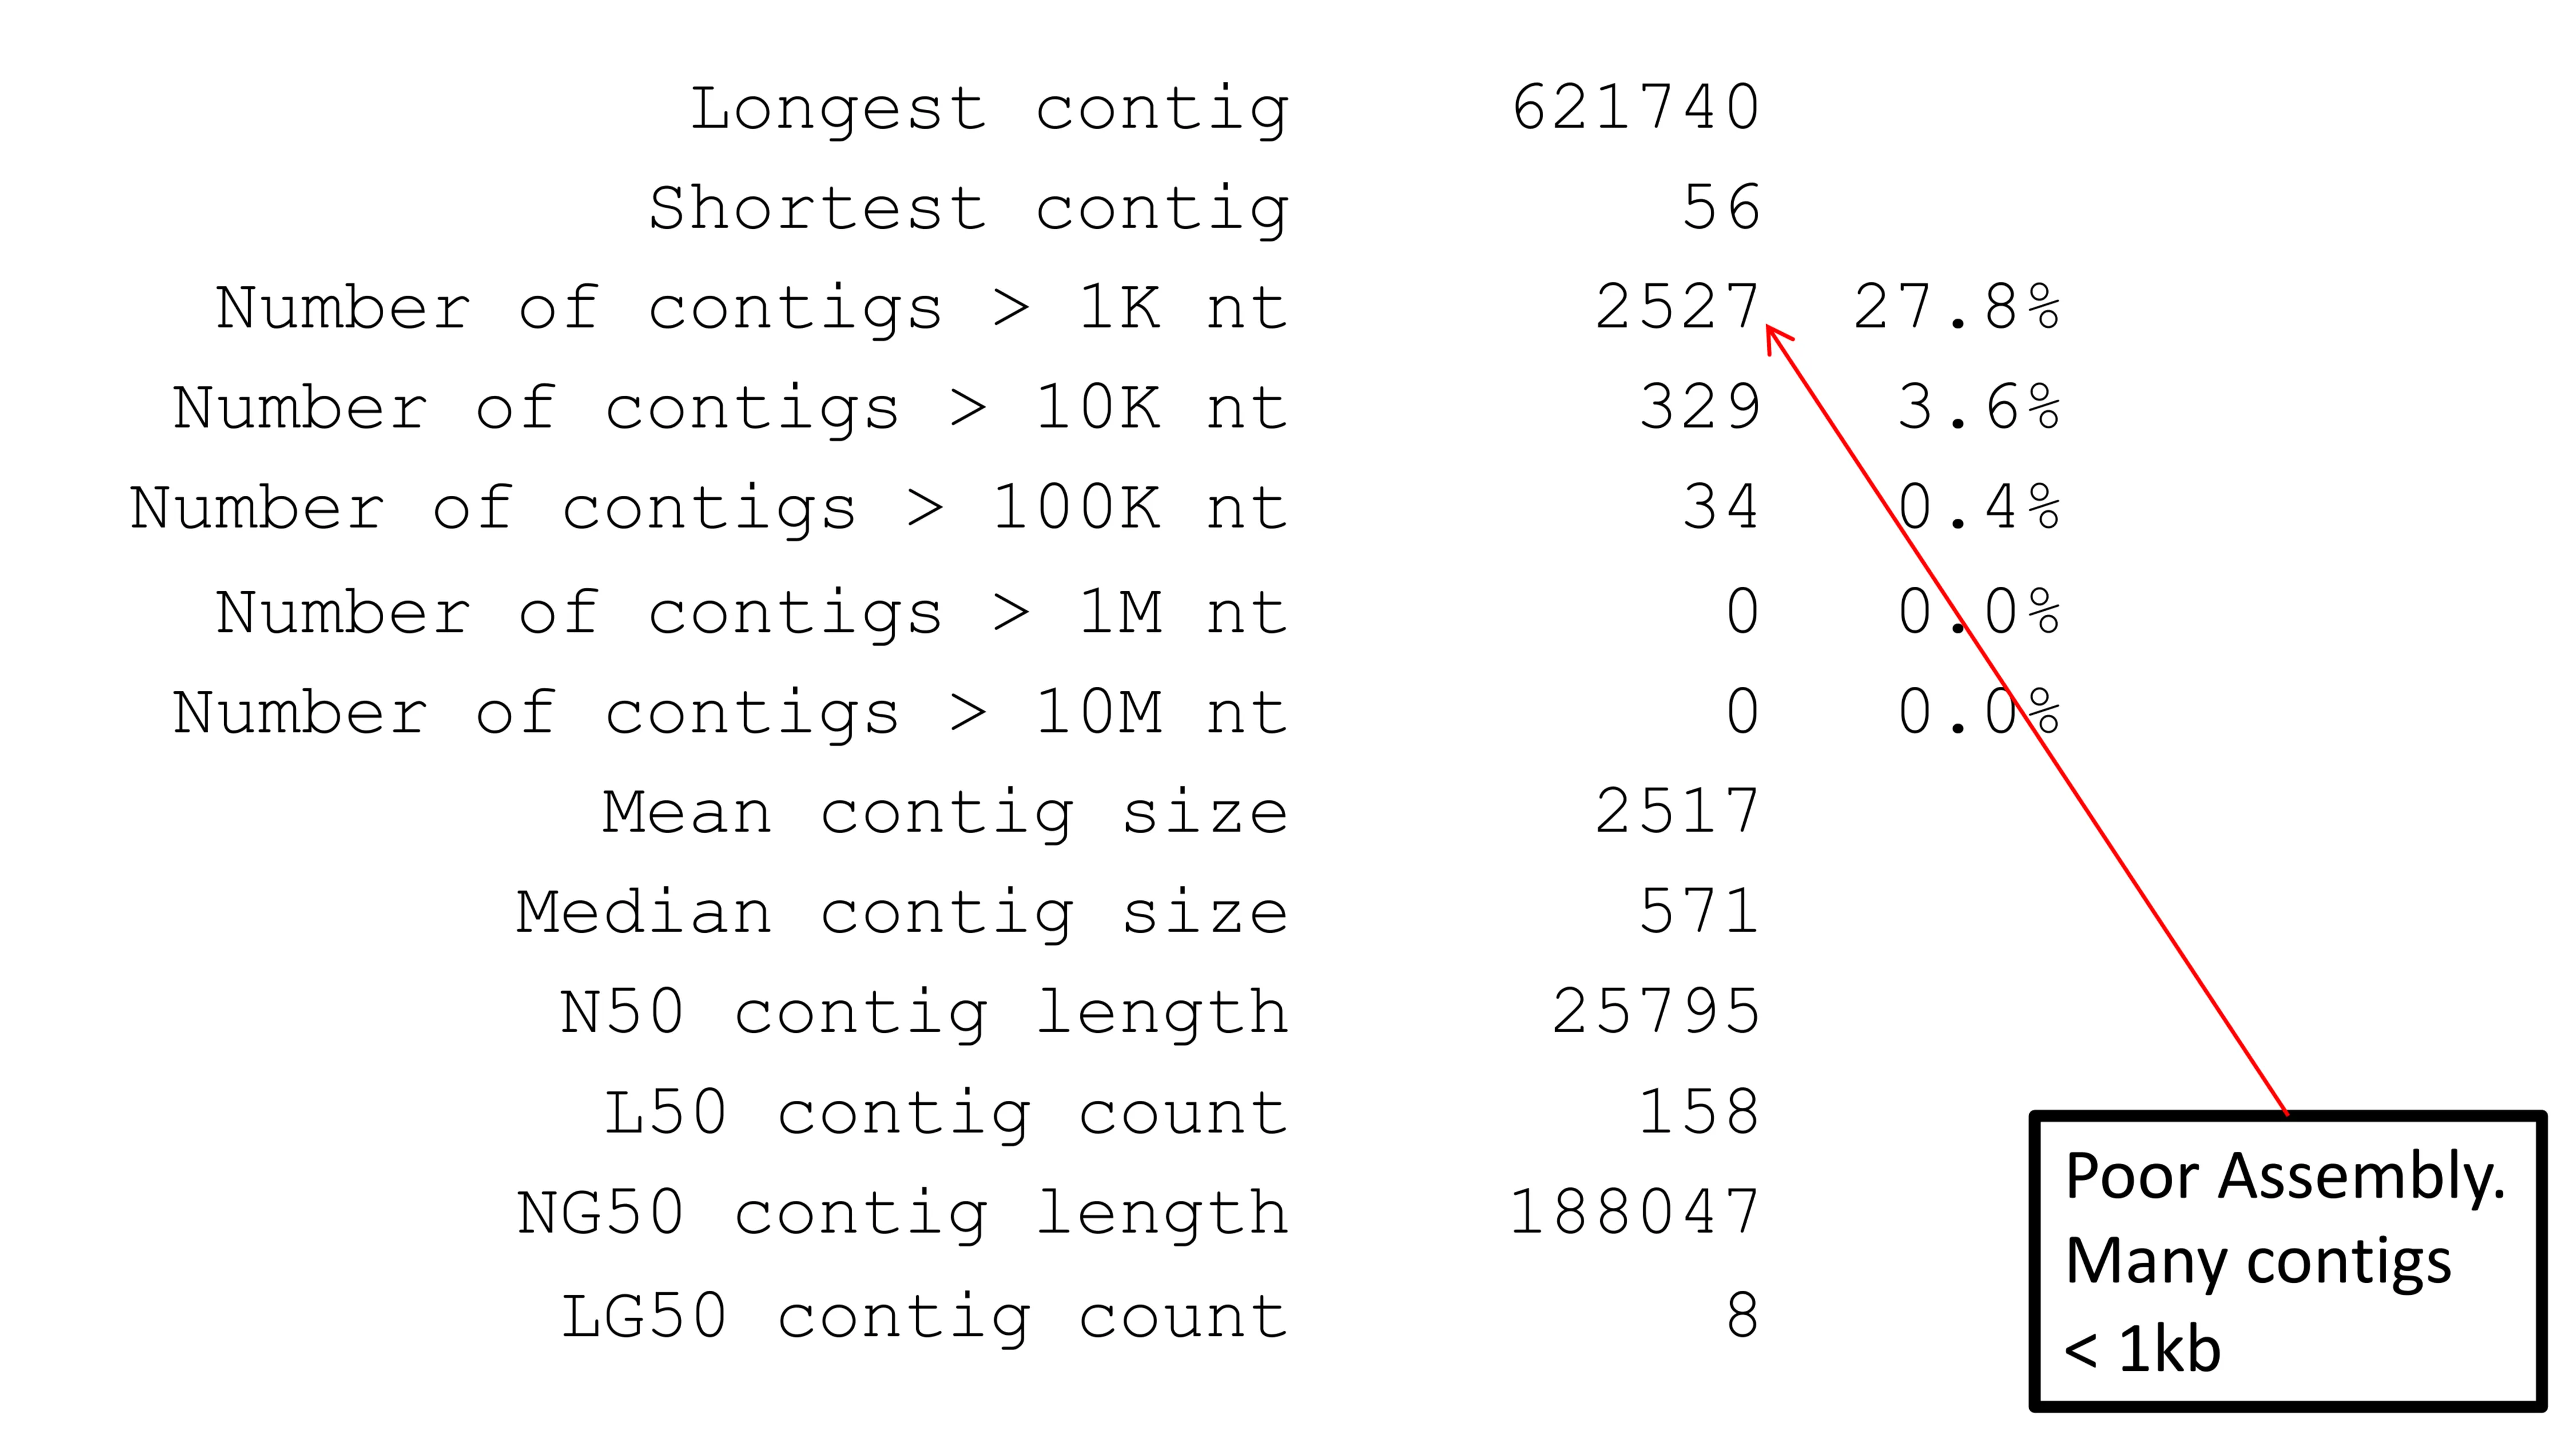 Longest contig 621740
Shortest contig 56
Number of contigs > 1K nt 2527 27.8%
Number of contigs > 10K nt 329 3.6%
Number of contigs > 100K nt 34 0.4%
Number of contigs > 1M nt 0 0.0%
Number of contigs > 10M nt 0 0.0%
Mean contig size 2517
Median contig size 571
N50 contig length 25795
L50 contig count 158
NG50 contig length 188047
LG50 contig count 8
Poor Assembly.
Many contigs
< 1kb